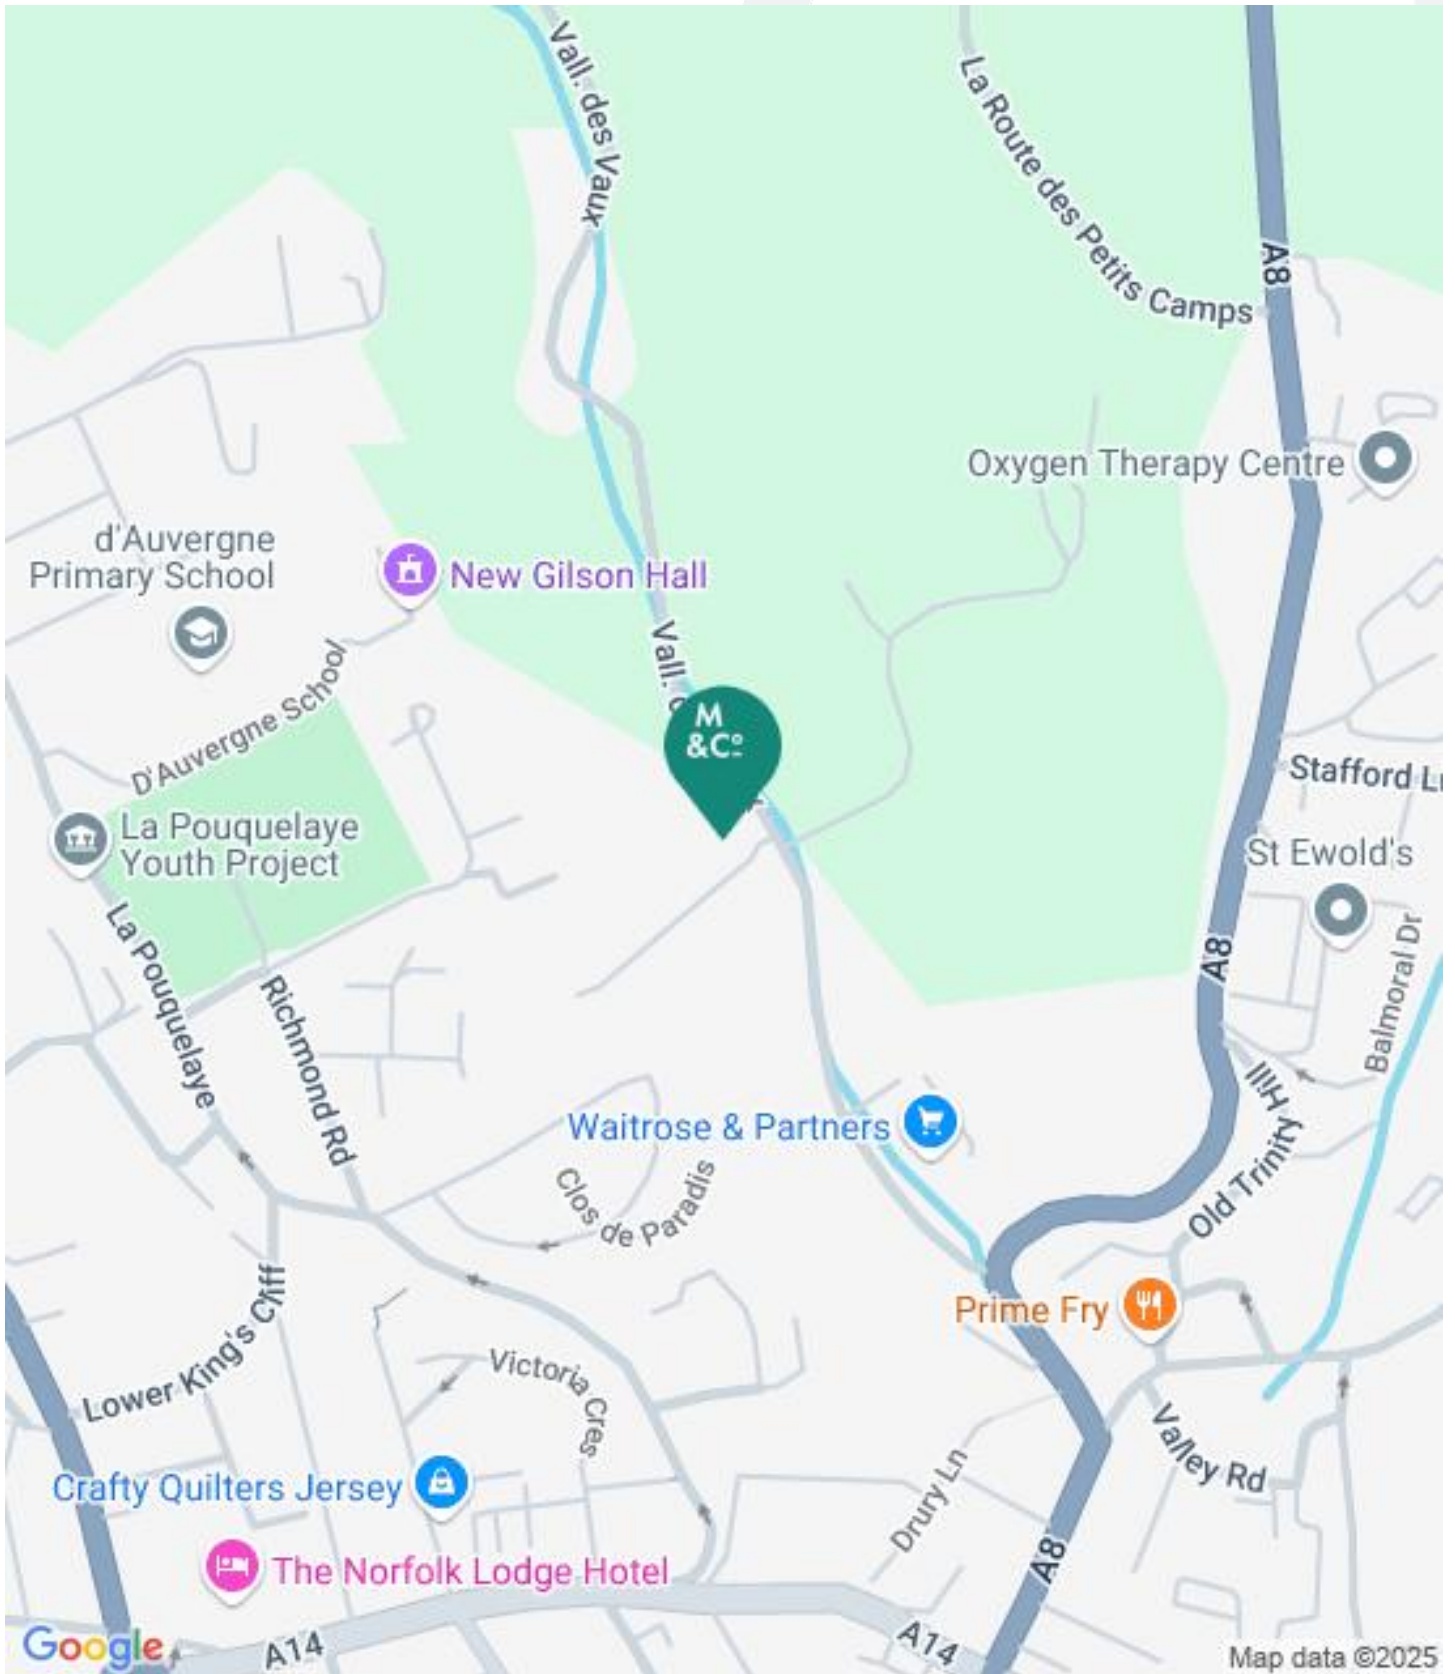 Vall. des Vaux
La Route des Petits Camps
A8
Oxygen Therapy Centre
d'Auvergne
Primary School
New Gilson Hall
Vall. d
D'Auvergne School
M
&Cº
Stafford L
La Pouquelaye
Youth Project
St Ewold's
La Pouquelaye
Richmond Rd
A8
Balmoral Dr
Old Trinity Hill
Waitrose & Partners
Clos de Paradis
Lower King's Cliff
Prime Fry
Victoria Cres
Valley Rd
Drury Ln
Crafty Quilters Jersey
The Norfolk Lodge Hotel
A8
A14
A14
Google
Map data ©2025